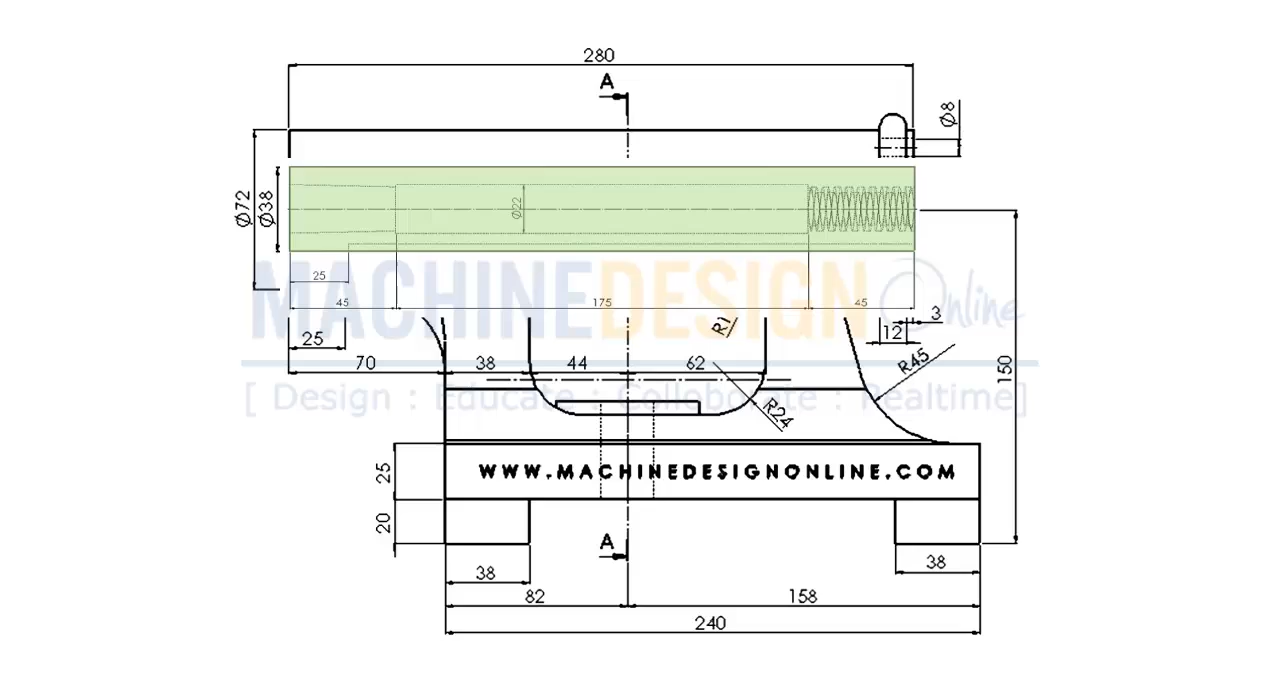 280
A
Ø8
Ø72
Ø38
Ø22
25
45
175
45
MACHINEDESIGN Online
R1
3
12
25
70
38
44
62
R45
150
[ Design : Educate : Collaborate : Realtime]
R24
25
WWW.MACHINEDESIGNONLINE.COM
20
A
38
38
82
158
240